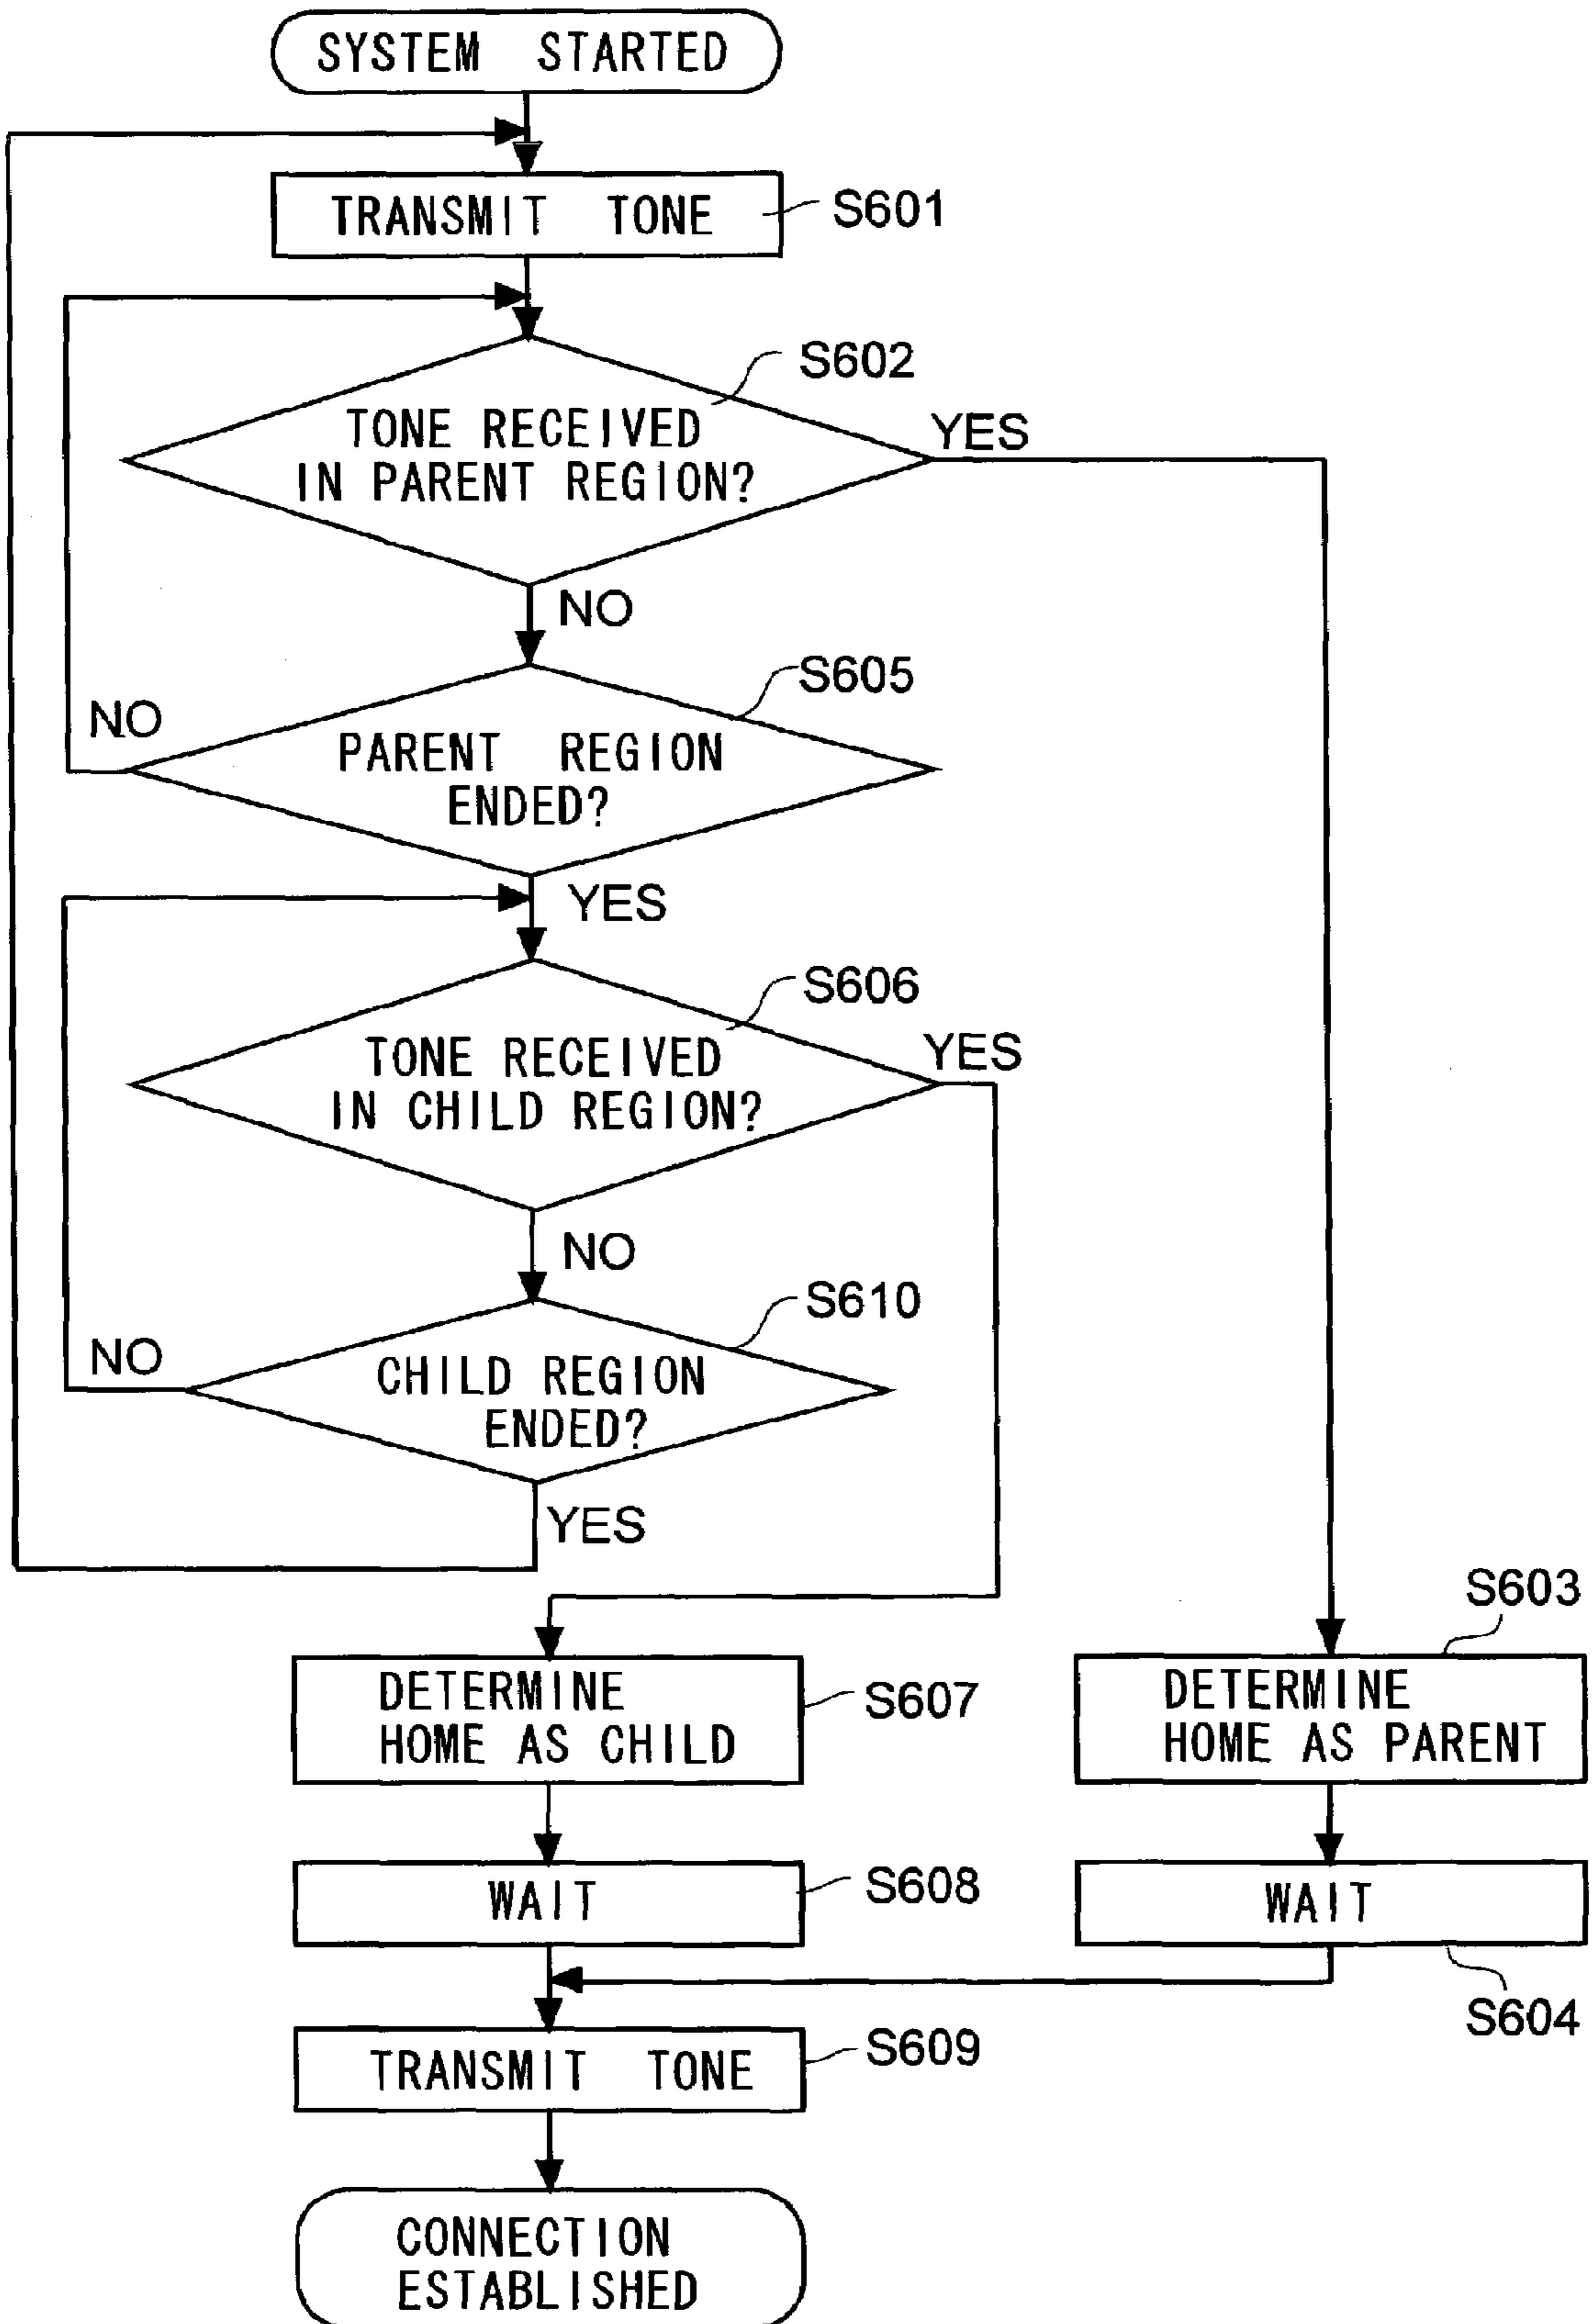 SYSTEM STARTED
TRANSMIT TONE
S601
S602
TONE RECEIVED
IN PARENT REGION?
YES
NO
S605
NO
PARENT REGION
ENDED?
YES
S606
TONE RECEIVED
IN CHILD REGION?
YES
NO
S610
NO
CHILD REGION
ENDED?
YES
S603
DETERMINE
HOME AS CHILD
S607
DETERMINE
HOME AS PARENT
WAIT
S608
WAIT
S604
TRANSMIT TONE
S609
CONNECTION
ESTABLISHED